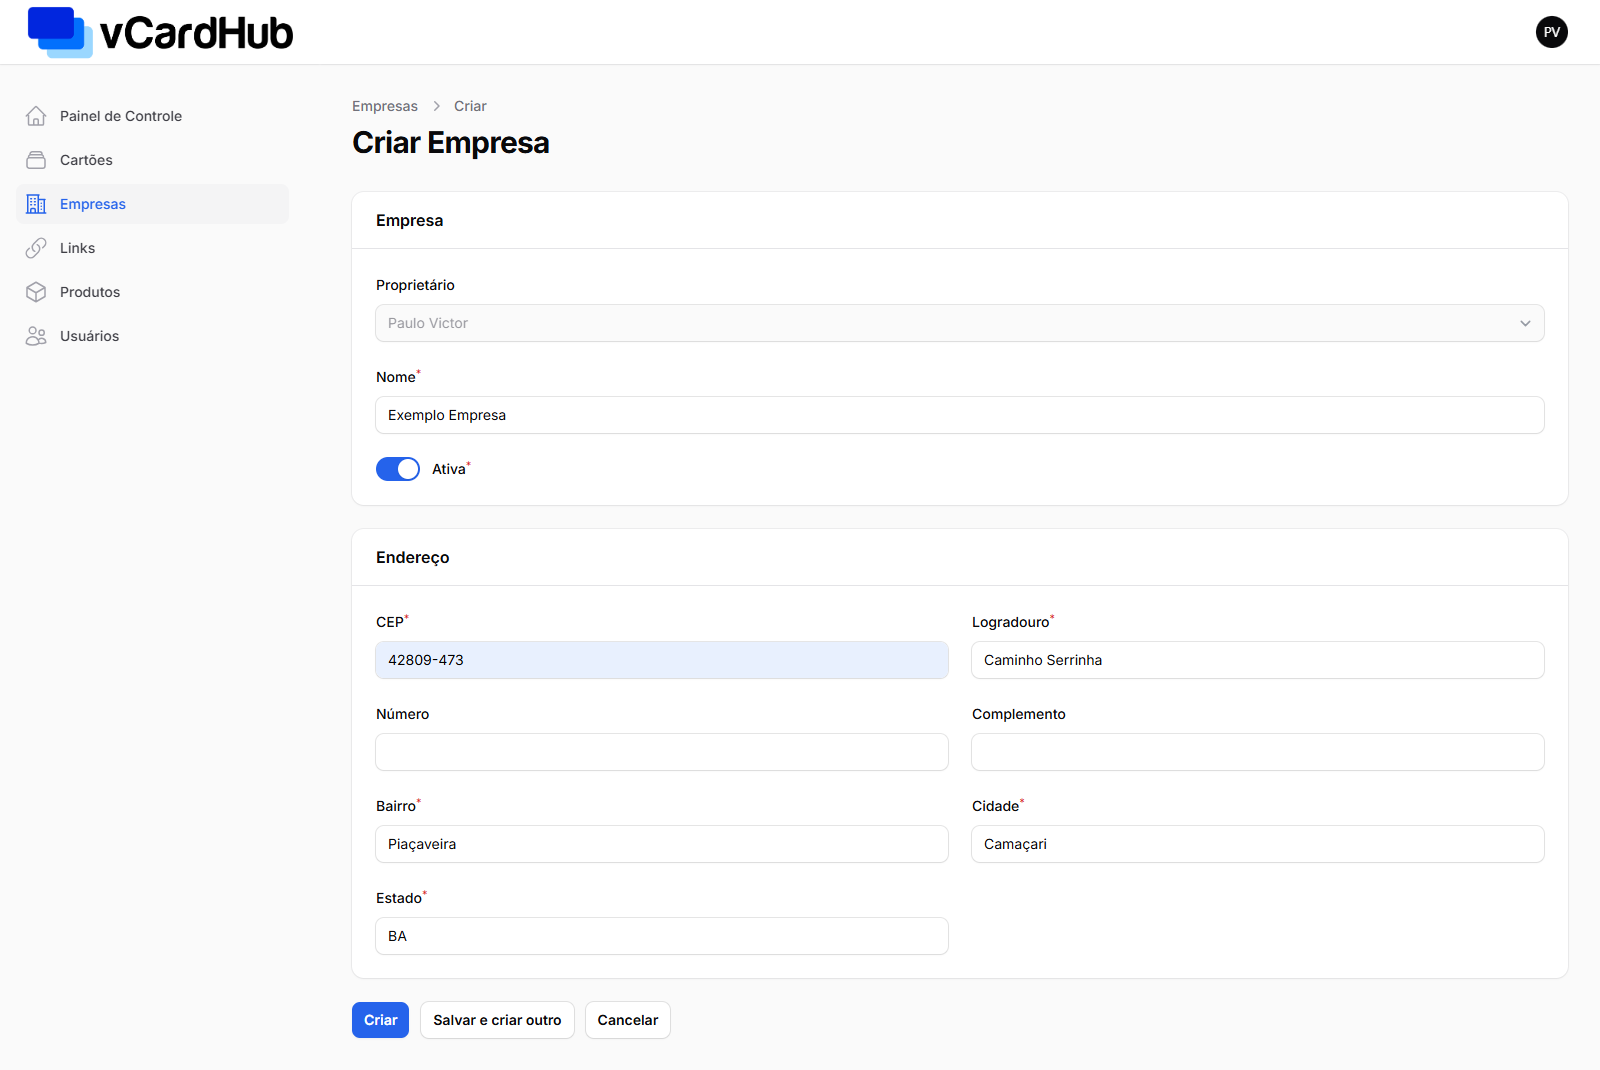 vCardHub
PV
Painel de Controle
Cartões
Empresas
Links
Produtos
Usuários
Empresas > Criar
Criar Empresa
Empresa
Proprietário
Paulo Victor
Nome*
Exemplo Empresa
Ativa*
Endereço
CEP*
42809-473
Logradouro*
Caminho Serrinha
Número
Complemento
Bairro*
Piaçaveira
Cidade*
Camaçari
Estado*
BA
Criar
Salvar e criar outro
Cancelar